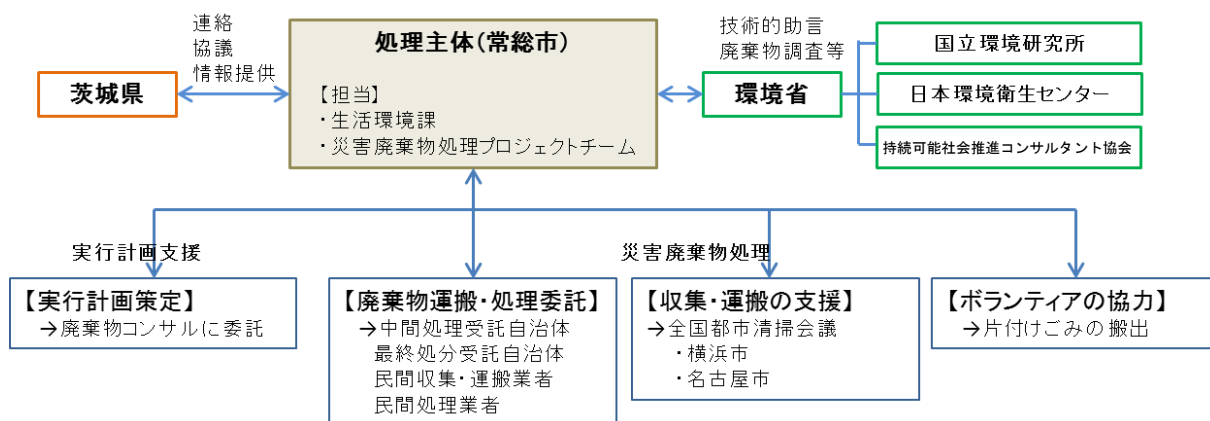 連絡
協議
情報提供
茨城県
処理主体(常総市)
【担当】
・生活環境課
・災害廃棄物処理プロジェクトチーム
技術的助言
廃棄物調査等
環境省
国立環境研究所
日本環境衛生センター
持続可能社会推進コンサルタント協会
実行計画支援
災害廃棄物処理
【実行計画策定】
→廃棄物コンサルに委託
【廃棄物運搬・処理委託】
→中間処理受託自治体
最終処分受託自治体
民間収集・運搬業者
民間処理業者
【収集・運搬の支援】
→全国都市清掃会議
・横浜市
・名古屋市
【ボランティアの協力】
→片付けごみの搬出